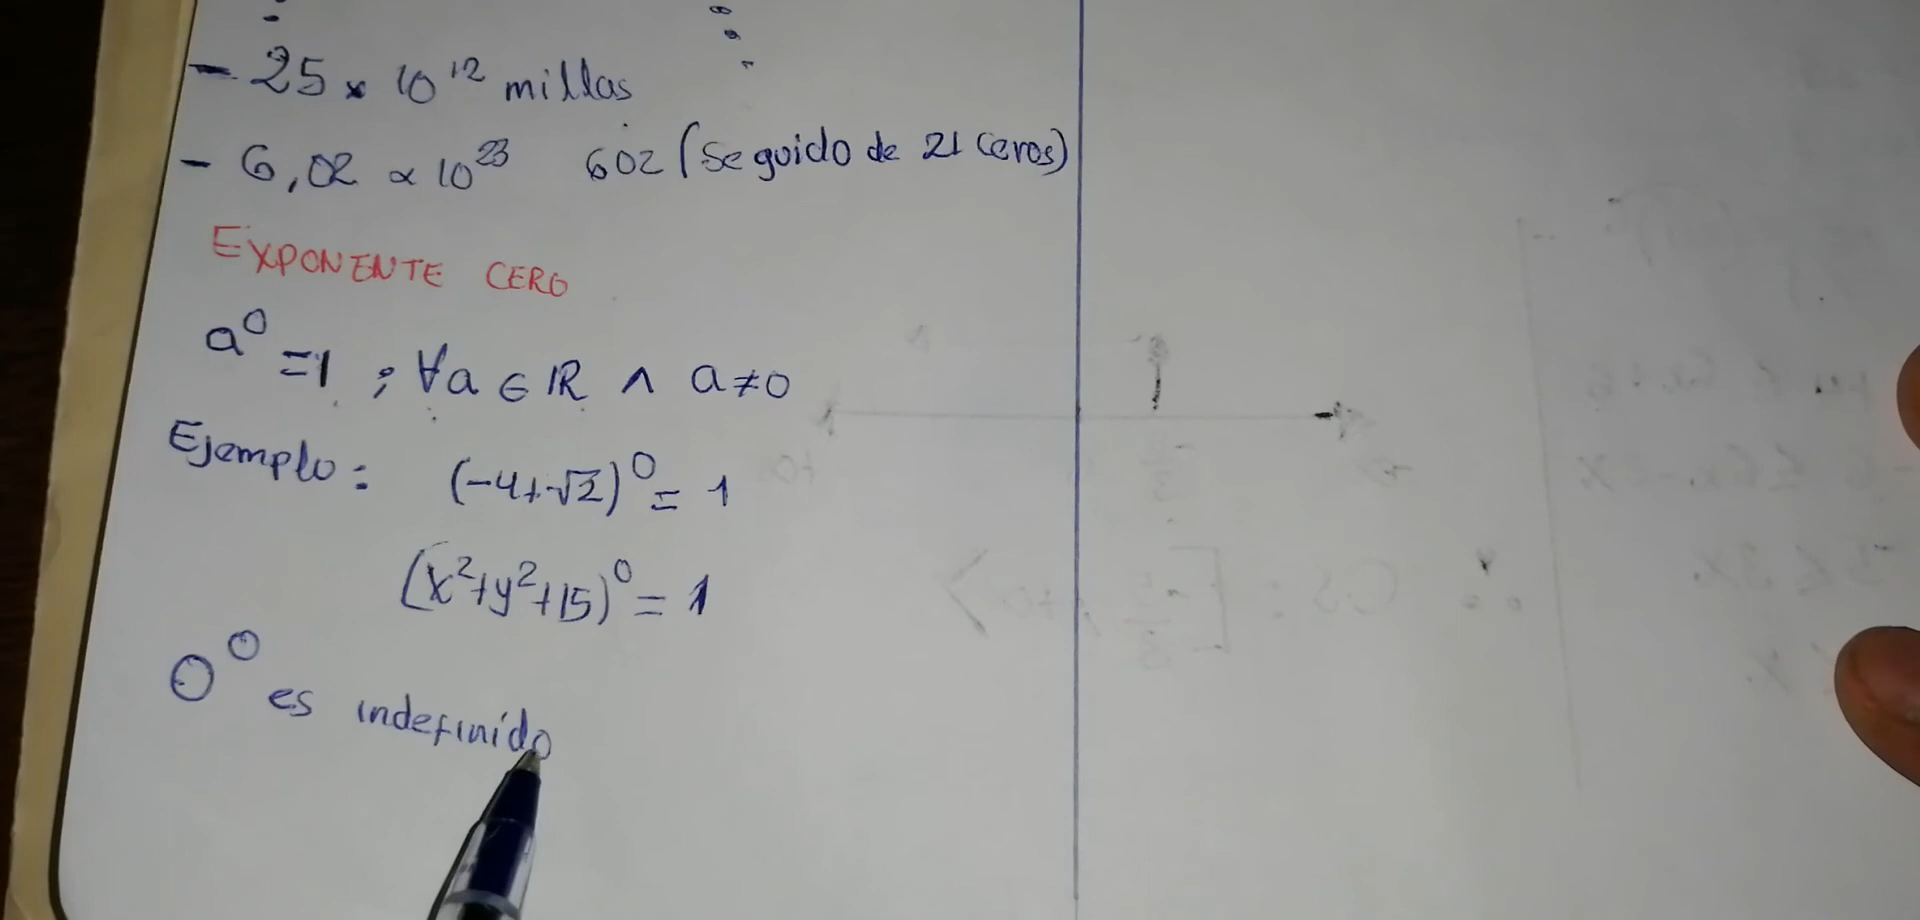 - 25 x 10¹² millas
- 6,02 x 10²³ 602 (Seguido de 21 ceros)
EXPONENTE CERO
a⁰ = 1 ; ∀a ∈ ℝ ∧ a ≠ 0
Ejemplo: (-4+√2)⁰ = 1
(x²+y²+15)⁰ = 1
0⁰ es indefinido